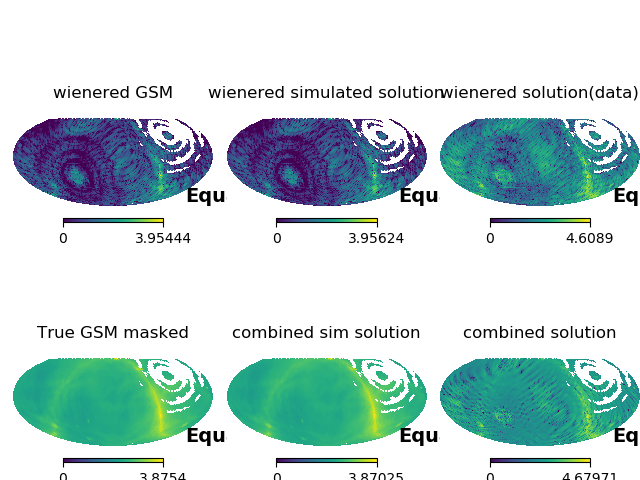 wienered GSM wienered simulated solution wienered solution(data)
Equ Equ Eq
0 3.95444 0 3.95624 0 4.6089
True GSM masked combined sim solution combined solution
Equ Equ Eq
0 3.8754 0 3.87025 0 4.67971